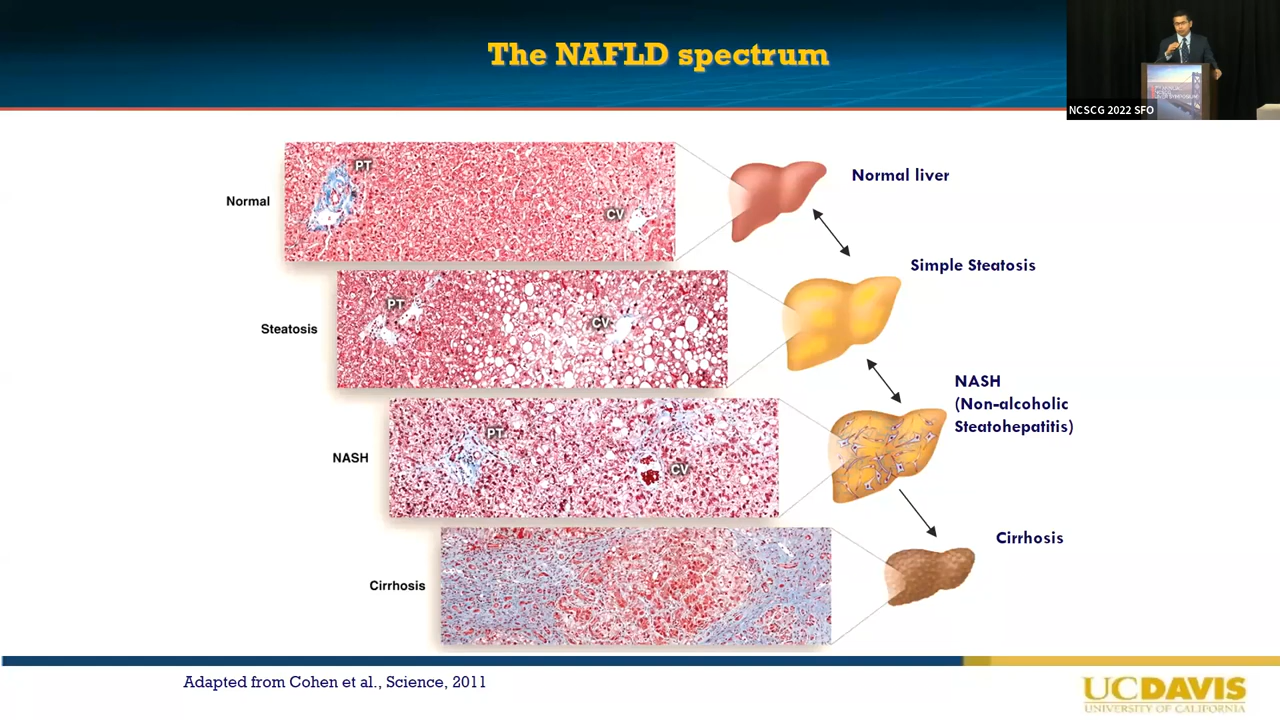 The NAFLD spectrum
NCSCG 2022 SFO
Normal
PT
CV
Normal liver
Steatosis
PT
CV
Simple Steatosis
NASH
PT
CV
NASH
(Non-alcoholic
Steatohepatitis)
Cirrhosis
Cirrhosis
Adapted from Cohen et al., Science, 2011
UCDAVIS
UNIVERSITY OF CALIFORNIA